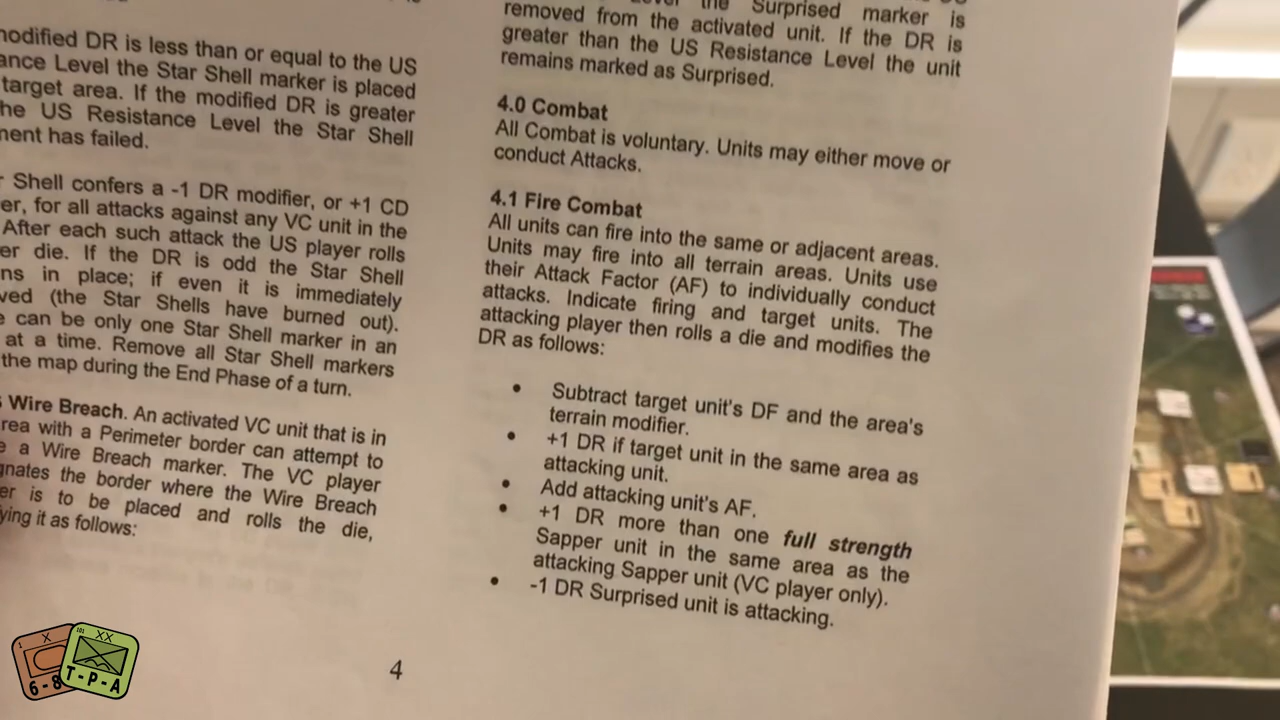 modified DR is less than or equal to the US
ance Level the Star Shell marker is placed
target area. If the modified DR is greater
he US Resistance Level the Star Shell
ment has failed.
Shell confers a -1 DR modifier, or +1 CD
er, for all attacks against any VC unit in the
After each such attack the US player rolls
er die. If the DR is odd the Star Shell
ns in place; if even it is immediately
ved (the Star Shells have burned out).
e can be only one Star Shell marker in an
at a time. Remove all Star Shell markers
the map during the End Phase of a turn.
Wire Breach. An activated VC unit that is in
rea with a Perimeter border can attempt to
e a Wire Breach marker. The VC player
gnates the border where the Wire Breach
er is to be placed and rolls the die,
ying it as follows:
the Surprised marker is
removed from the activated unit. If the DR is
greater than the US Resistance Level the unit
remains marked as Surprised.
4.0 Combat
All Combat is voluntary. Units may either move or
conduct Attacks.
4.1 Fire Combat
All units can fire into the same or adjacent areas.
Units may fire into all terrain areas. Units use
their Attack Factor (AF) to individually conduct
attacks. Indicate firing and target units. The
attacking player then rolls a die and modifies the
DR as follows:
• Subtract target unit's DF and the area's
terrain modifier.
• +1 DR if target unit in the same area as
attacking unit.
• Add attacking unit's AF.
• +1 DR more than one full strength
Sapper unit in the same area as the
attacking Sapper unit (VC player only).
• -1 DR Surprised unit is attacking.
4
X
XX
6-8
T-P-A